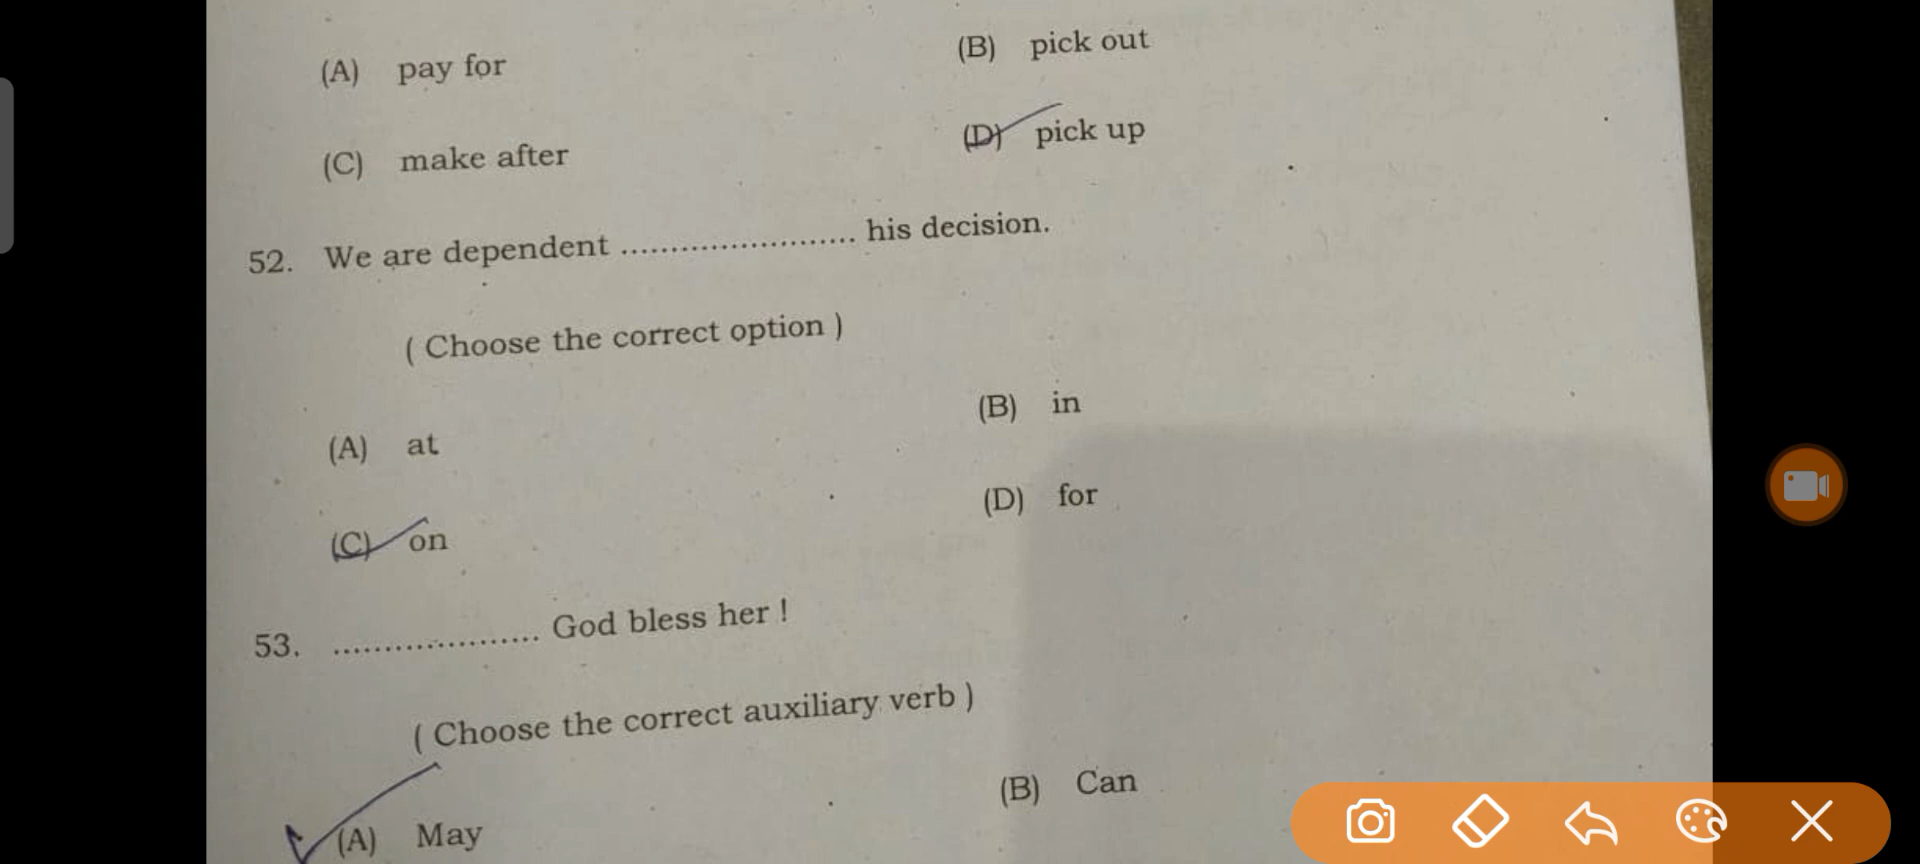 (A) pay for (B) pick out
(C) make after (D) pick up
52. We are dependent ........................ his decision.
( Choose the correct option )
(A) at (B) in
(C) on (D) for
53. ..................... God bless her !
( Choose the correct auxiliary verb )
(A) May (B) Can